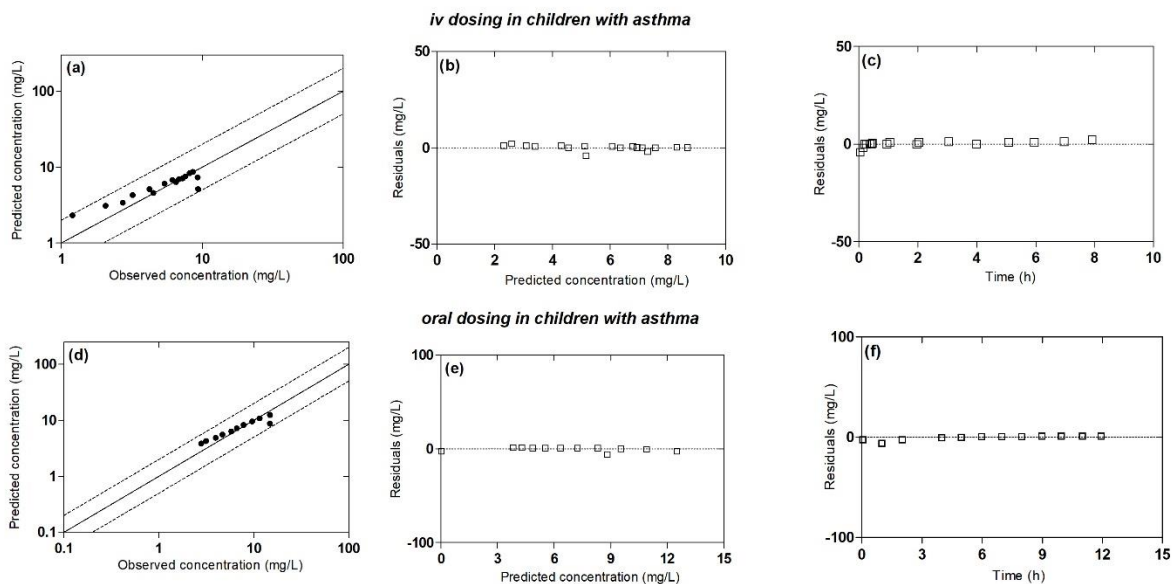 iv dosing in children with asthma
(a)
Predicted concentration (mg/L)
100
10
1
1
10
100
Observed concentration (mg/L)
(b)
Residuals (mg/L)
50
0
-50
0
2
4
6
8
10
Predicted concentration (mg/L)
(c)
Residuals (mg/L)
50
0
-50
0
2
4
6
8
10
Time (h)
oral dosing in children with asthma
(d)
Predicted concentration (mg/L)
100
10
1
0.1
0.1
1
10
100
Observed concentration (mg/L)
(e)
Residuals (mg/L)
100
0
-100
0
3
6
9
12
15
Predicted concentration (mg/L)
(f)
Residuals (mg/L)
100
0
-100
0
3
6
9
12
15
Time (h)